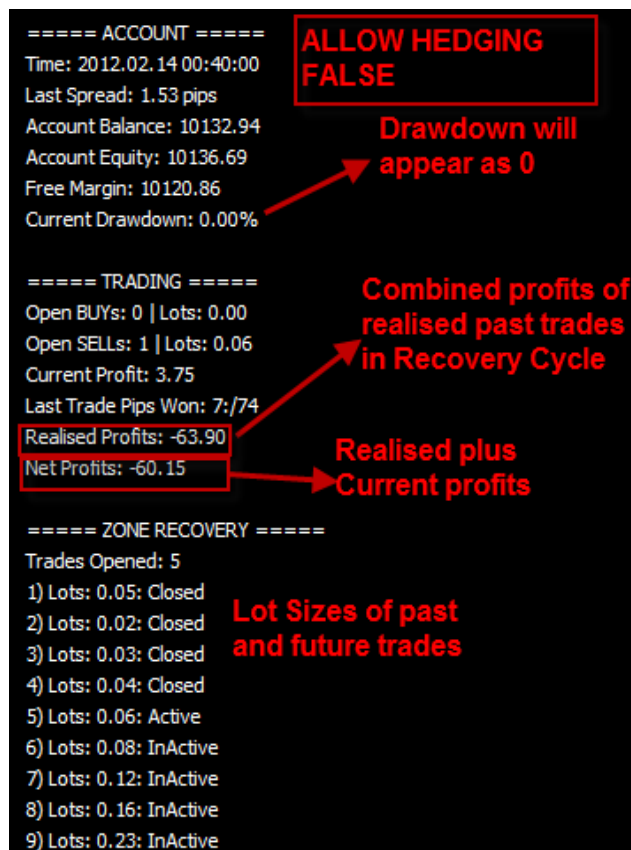 ===== ACCOUNT =====
ALLOW HEDGING
FALSE
Time: 2012.02.14 00:40:00
Last Spread: 1.53 pips
Account Balance: 10132.94
Account Equity: 10136.69
Free Margin: 10120.86
Current Drawdown: 0.00%
Drawdown will
appear as 0
===== TRADING =====
Open BUYs: 0 | Lots: 0.00
Open SELLs: 1 | Lots: 0.06
Current Profit: 3.75
Last Trade Pips Won: 7:/74
Realised Profits: -63.90
Net Profits: -60.15
Combined profits of
realised past trades
in Recovery Cycle
Realised plus
Current profits
===== ZONE RECOVERY =====
Trades Opened: 5
1) Lots: 0.05: Closed
2) Lots: 0.02: Closed
3) Lots: 0.03: Closed
4) Lots: 0.04: Closed
5) Lots: 0.06: Active
6) Lots: 0.08: InActive
7) Lots: 0.12: InActive
8) Lots: 0.16: InActive
9) Lots: 0.23: InActive
Lot Sizes of past
and future trades